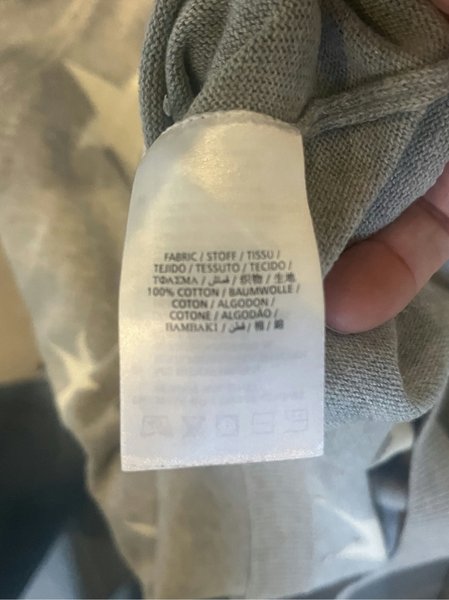 FABRIC / STOFF / TISSU /
TEJIDO / TESSUTO / TECIDO /
ΤΦΑΣΜΑ / قماش / 织物 / 生地
100% COTTON / BAUMWOLLE /
COTON / ALGODON /
COTONE / ALGODÃO /
ΒΑΜΒΑΚΙ / قطن / 棉 / 綿